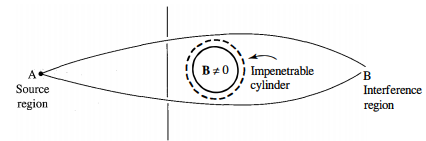 A
Source
region
B ≠ 0
Impenetrable
cylinder
B
Interference
region